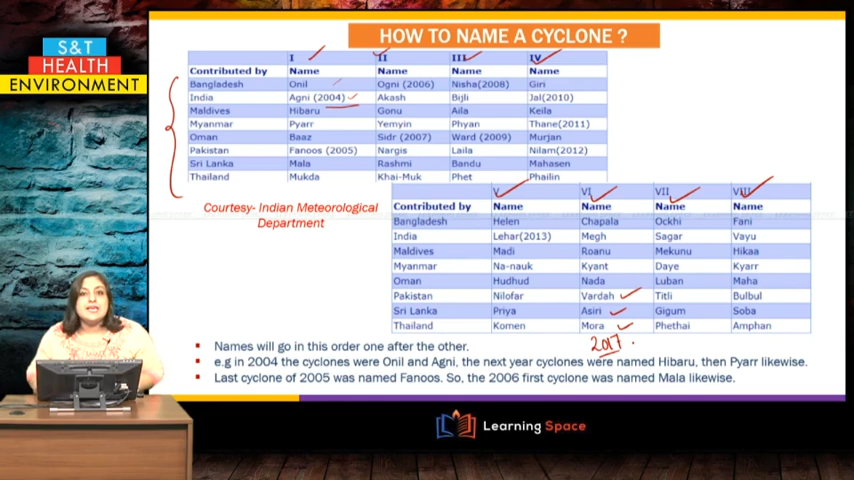 HOW TO NAME A CYCLONE ?
S&T
HEALTH
ENVIRONMENT
I II III IV
Contributed by Name Name Name Name
Bangladesh Onil Ogni (2006) Nisha(2008) Giri
India Agni (2004) Akash Bijli Jal(2010)
Maldives Hibaru Gonu Aila Keila
Myanmar Pyarr Yemyin Phyan Thane(2011)
Oman Baaz Sidr (2007) Ward (2009) Murjan
Pakistan Fanoos (2005) Nargis Laila Nilam(2012)
Sri Lanka Mala Rashmi Bandu Mahasen
Thailand Mukda Khai-Muk Phet Phailin
Courtesy- Indian Meteorological
Department
V VI VII VIII
Contributed by Name Name Name Name
Bangladesh Helen Chapala Ockhi Fani
India Lehar(2013) Megh Sagar Vayu
Maldives Madi Roanu Mekunu Hikaa
Myanmar Na-nauk Kyant Daye Kyarr
Oman Hudhud Nada Luban Maha
Pakistan Nilofar Vardah Titli Bulbul
Sri Lanka Priya Asiri Gigum Soba
Thailand Komen Mora Phethai Amphan
2017
Names will go in this order one after the other.
e.g in 2004 the cyclones were Onil and Agni, the next year cyclones were named Hibaru, then Pyarr likewise.
Last cyclone of 2005 was named Fanoos. So, the 2006 first cyclone was named Mala likewise.
Learning Space